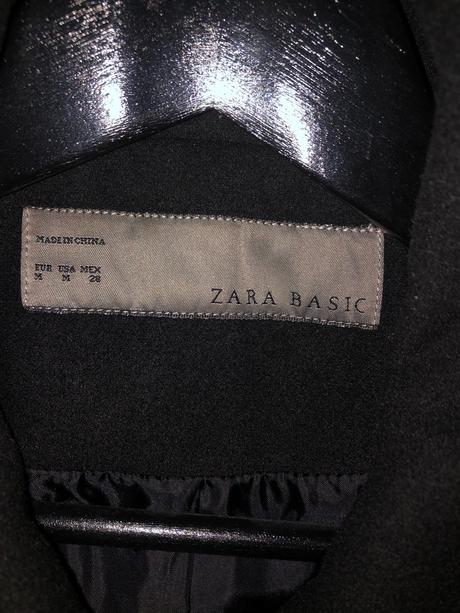 MADE IN CHINA
EUR USA MEX
M M 28
ZARA BASIC